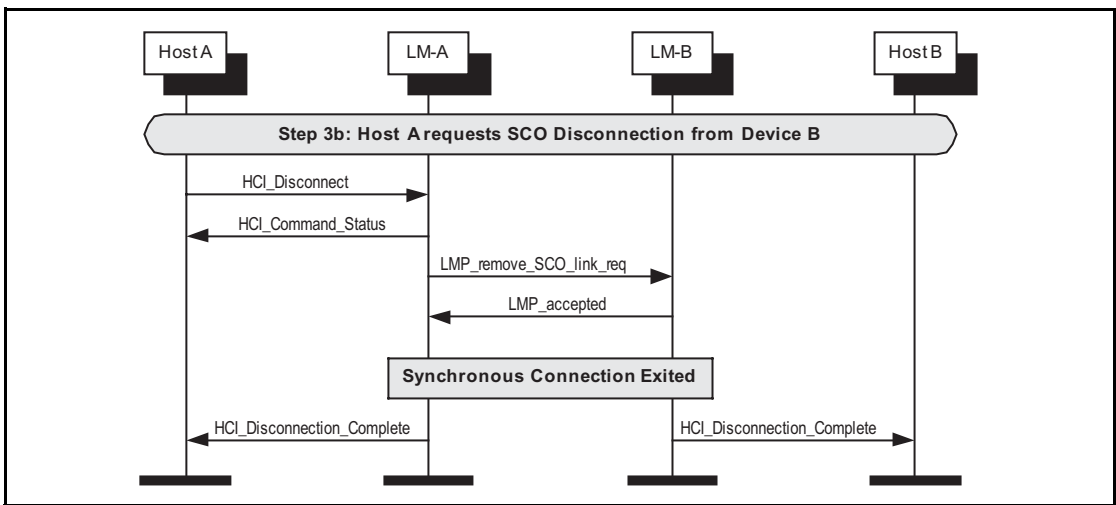 Host A
LM-A
LM-B
Host B
Step 3b: Host A requests SCO Disconnection from Device B
HCI_Disconnect
HCI_Command_Status
LMP_remove_SCO_link_req
LMP_accepted
Synchronous Connection Exited
HCI_Disconnection_Complete
HCI_Disconnection_Complete